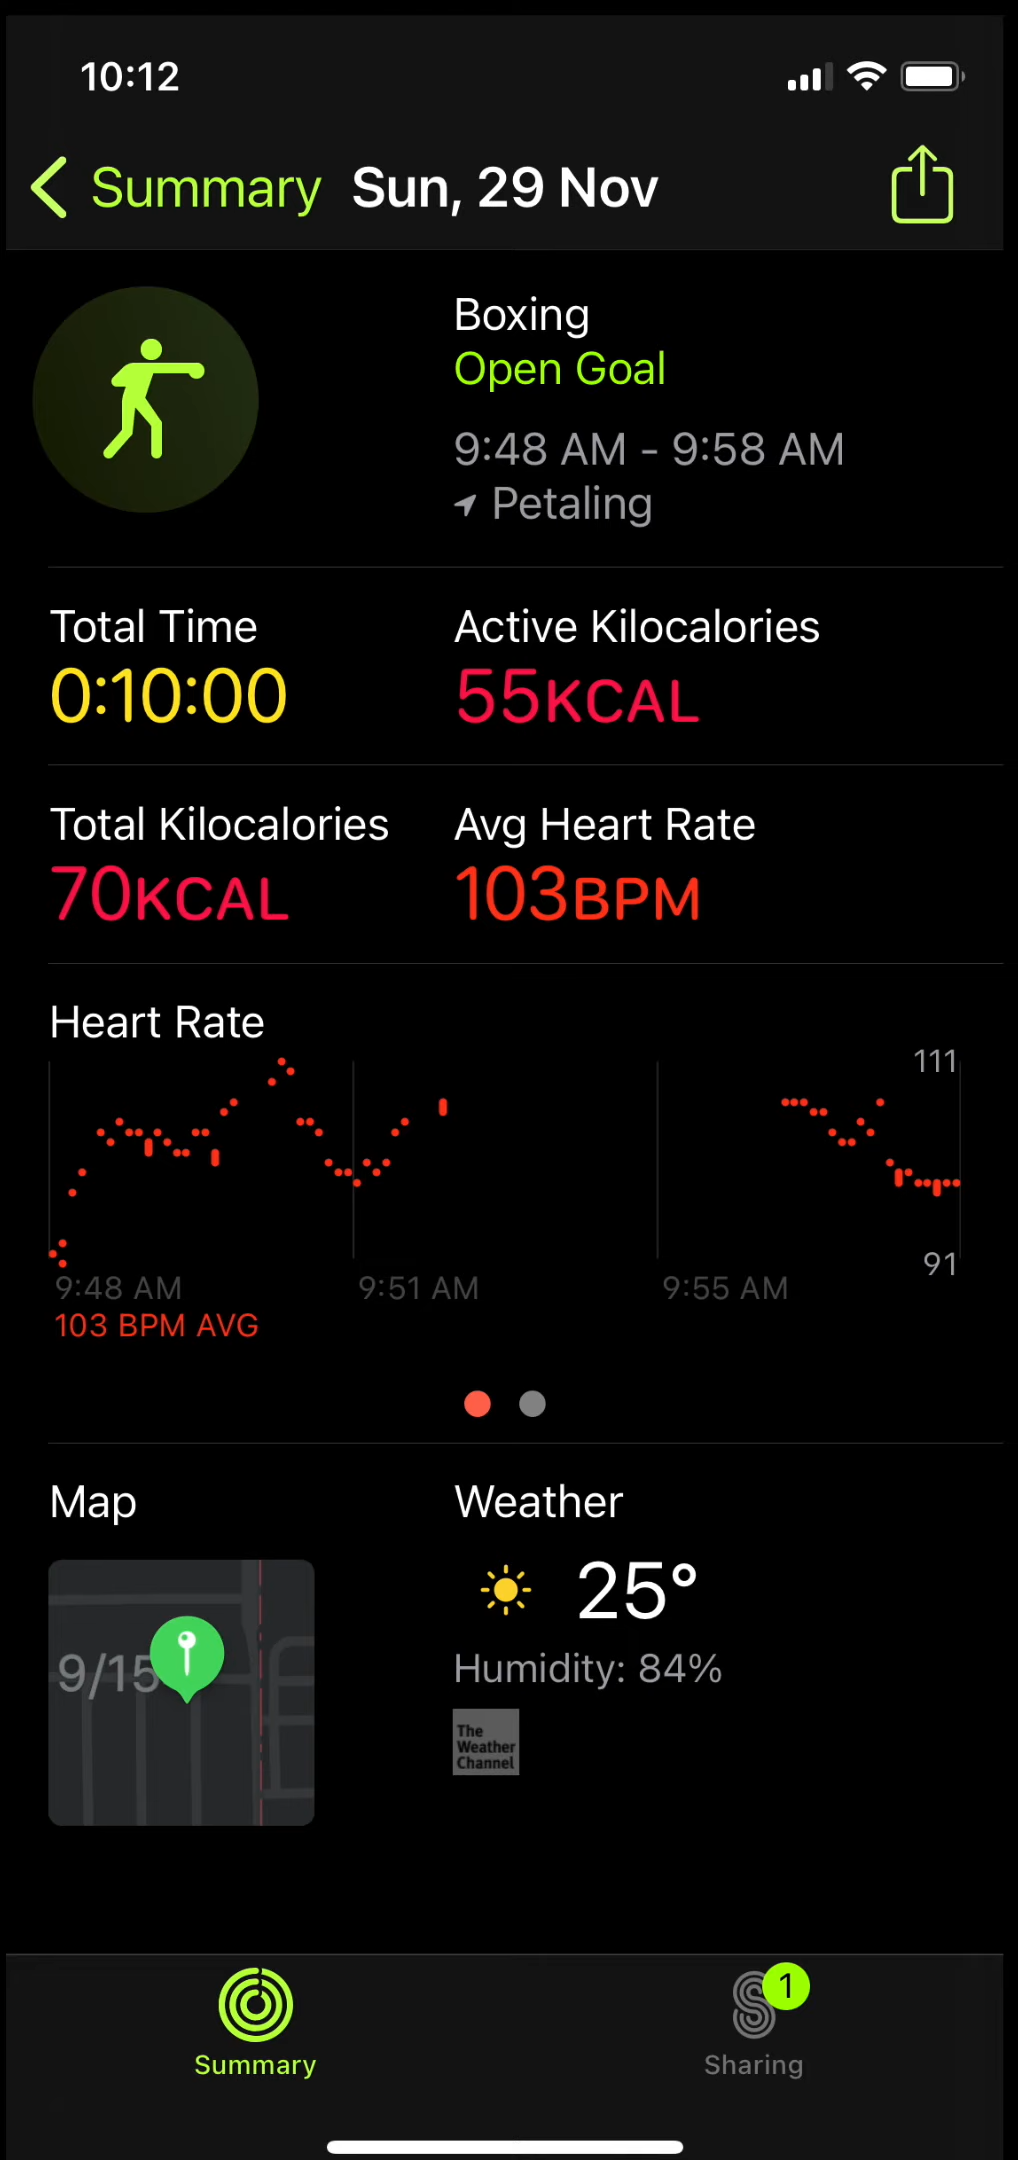 10:12
Summary Sun, 29 Nov
Boxing
Open Goal
9:48 AM - 9:58 AM
Petaling
Total Time
0:10:00
Active Kilocalories
55KCAL
Total Kilocalories
70KCAL
Avg Heart Rate
103BPM
Heart Rate
111
91
9:48 AM 9:51 AM 9:55 AM
103 BPM AVG
Map
9/15
Weather
25°
Humidity: 84%
The
Weather
Channel
Summary
1
Sharing